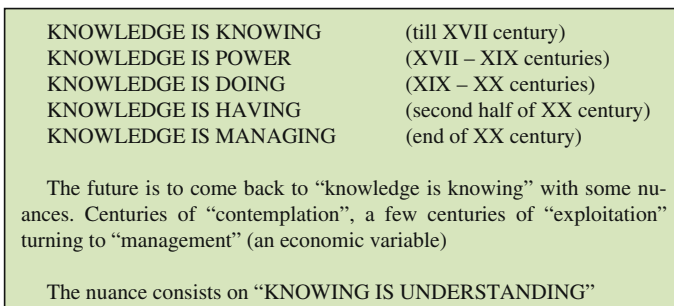 KNOWLEDGE IS KNOWING (till XVII century)
KNOWLEDGE IS POWER (XVII – XIX centuries)
KNOWLEDGE IS DOING (XIX – XX centuries)
KNOWLEDGE IS HAVING (second half of XX century)
KNOWLEDGE IS MANAGING (end of XX century)
The future is to come back to “knowledge is knowing” with some nu-
ances. Centuries of “contemplation”, a few centuries of “exploitation”
turning to “management” (an economic variable)
The nuance consists on “KNOWING IS UNDERSTANDING”